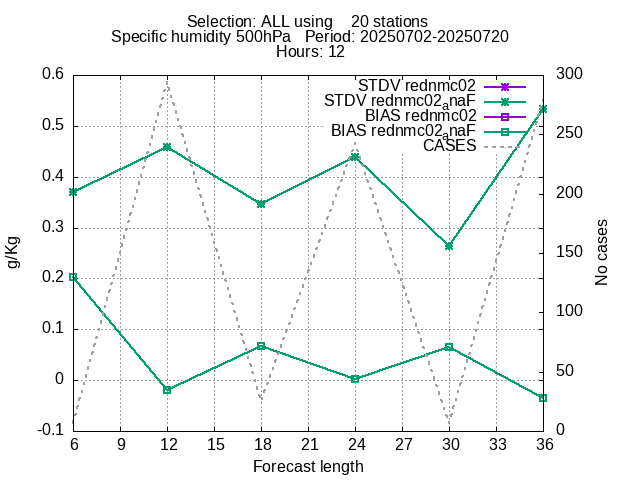 Selection: ALL using    20 stations
Specific humidity 500hPa   Period: 20250702-20250720
Hours: 12
STDV rednmc02
STDV rednmc02anaF
BIAS rednmc02
BIAS rednmc02anaF
CASES
0.6
0.5
0.4
0.3
0.2
0.1
0
-0.1
300
250
200
150
100
50
0
g/Kg
No cases
6 9 12 15 18 21 24 27 30 33 36
Forecast length